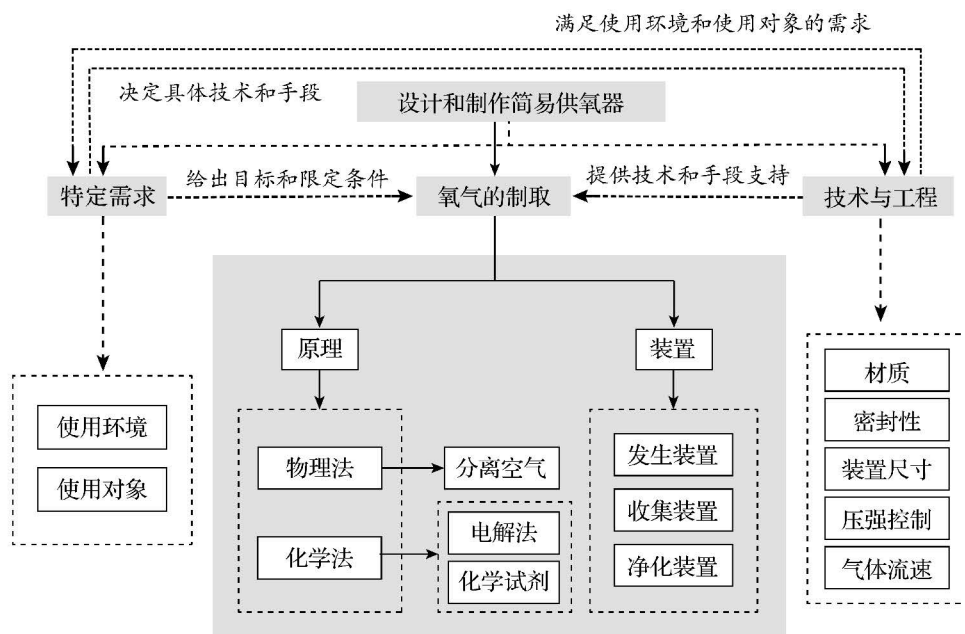 满足使用环境和使用对象的需求
决定具体技术和手段
设计和制作简易供氧器
特定需求
给出目标和限定条件
氧气的制取
提供技术和手段支持
技术与工程
原理
装置
使用环境
使用对象
物理法
分离空气
化学法
电解法
化学试剂
发生装置
收集装置
净化装置
材质
密封性
装置尺寸
压强控制
气体流速